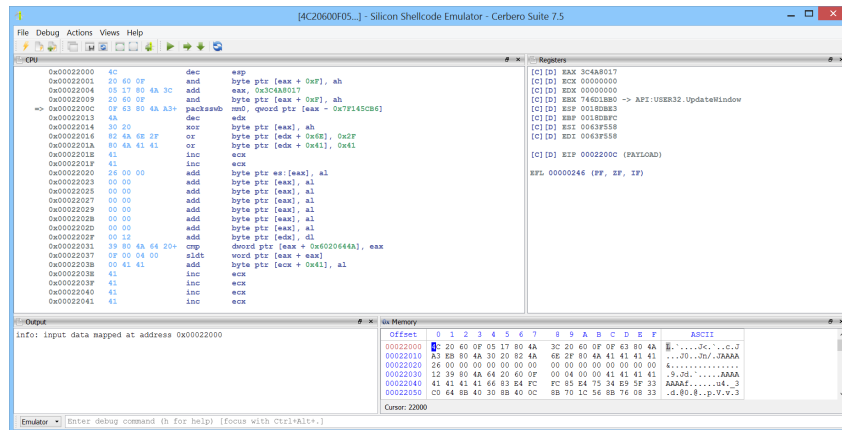 [4C20600F05...] - Silicon Shellcode Emulator - Cerbero Suite 7.5
File Debug Actions Views Help
CPU
0x00022000 4C dec esp
0x00022001 20 60 0F and byte ptr [eax + 0xF], ah
0x00022004 05 17 80 4A 3C add eax, 0x3C4A8017
0x00022009 20 60 0F and byte ptr [eax + 0xF], ah
=> 0x0002200C 0F 63 80 4A A3+ packsswb mm0, qword ptr [eax - 0x7F145CB6]
0x00022013 4A dec edx
0x00022014 30 20 xor byte ptr [eax], ah
0x00022016 82 4A 6E 2F or byte ptr [edx + 0x6E], 0x2F
0x0002201A 80 4A 41 41 or byte ptr [edx + 0x41], 0x41
0x0002201E 41 inc ecx
0x0002201F 41 inc ecx
0x00022020 26 00 00 add byte ptr es:[eax], al
0x00022023 00 00 add byte ptr [eax], al
0x00022025 00 00 add byte ptr [eax], al
0x00022027 00 00 add byte ptr [eax], al
0x00022029 00 00 add byte ptr [eax], al
0x0002202B 00 00 add byte ptr [eax], al
0x0002202D 00 00 add byte ptr [eax], al
0x0002202F 00 12 add byte ptr [edx], dl
0x00022031 39 80 4A 64 20+ cmp dword ptr [eax + 0x6020644A], eax
0x00022037 0F 00 04 00 sldt word ptr [eax + eax]
0x0002203B 00 41 41 add byte ptr [ecx + 0x41], al
0x0002203E 41 inc ecx
0x0002203F 41 inc ecx
0x00022040 41 inc ecx
0x00022041 41 inc ecx
Registers
[C] [D] EAX 3C4A8017
[C] [D] ECX 00000000
[C] [D] EDX 00000000
[C] [D] EBX 746D1BB0 -> API:USER32.UpdateWindow
[C] [D] ESP 0018DBE3
[C] [D] EBP 0018DBFC
[C] [D] ESI 0063F558
[C] [D] EDI 0063F558
[C] [D] EIP 0002200C (PAYLOAD)
EFL 00000246 (PF, ZF, IF)
Output
info: input data mapped at address 0x00022000
Memory
Offset 0 1 2 3 4 5 6 7 8 9 A B C D E F ASCII
00022000 4C 20 60 0F 05 17 80 4A 3C 20 60 0F 0F 63 80 4A L.`....J<.`..c.J
00022010 A3 EB 80 4A 30 20 82 4A 6E 2F 80 4A 41 41 41 41 ...J0..Jn/.JAAAA
00022020 26 00 00 00 00 00 00 00 00 00 00 00 00 00 00 00 &...............
00022030 12 39 80 4A 64 20 60 0F 00 04 00 00 41 41 41 41 .9.Jd.`.....AAAA
00022040 41 41 41 41 66 83 E4 FC FC 85 E4 75 34 E9 5F 33 AAAAf......u4._3
00022050 C0 64 8B 40 30 8B 40 0C 8B 70 1C 56 8B 76 08 33 .d.@0.@..p.V.v.3
Cursor: 22000
Emulator Enter debug command (h for help) [focus with Ctrl+Alt+.]